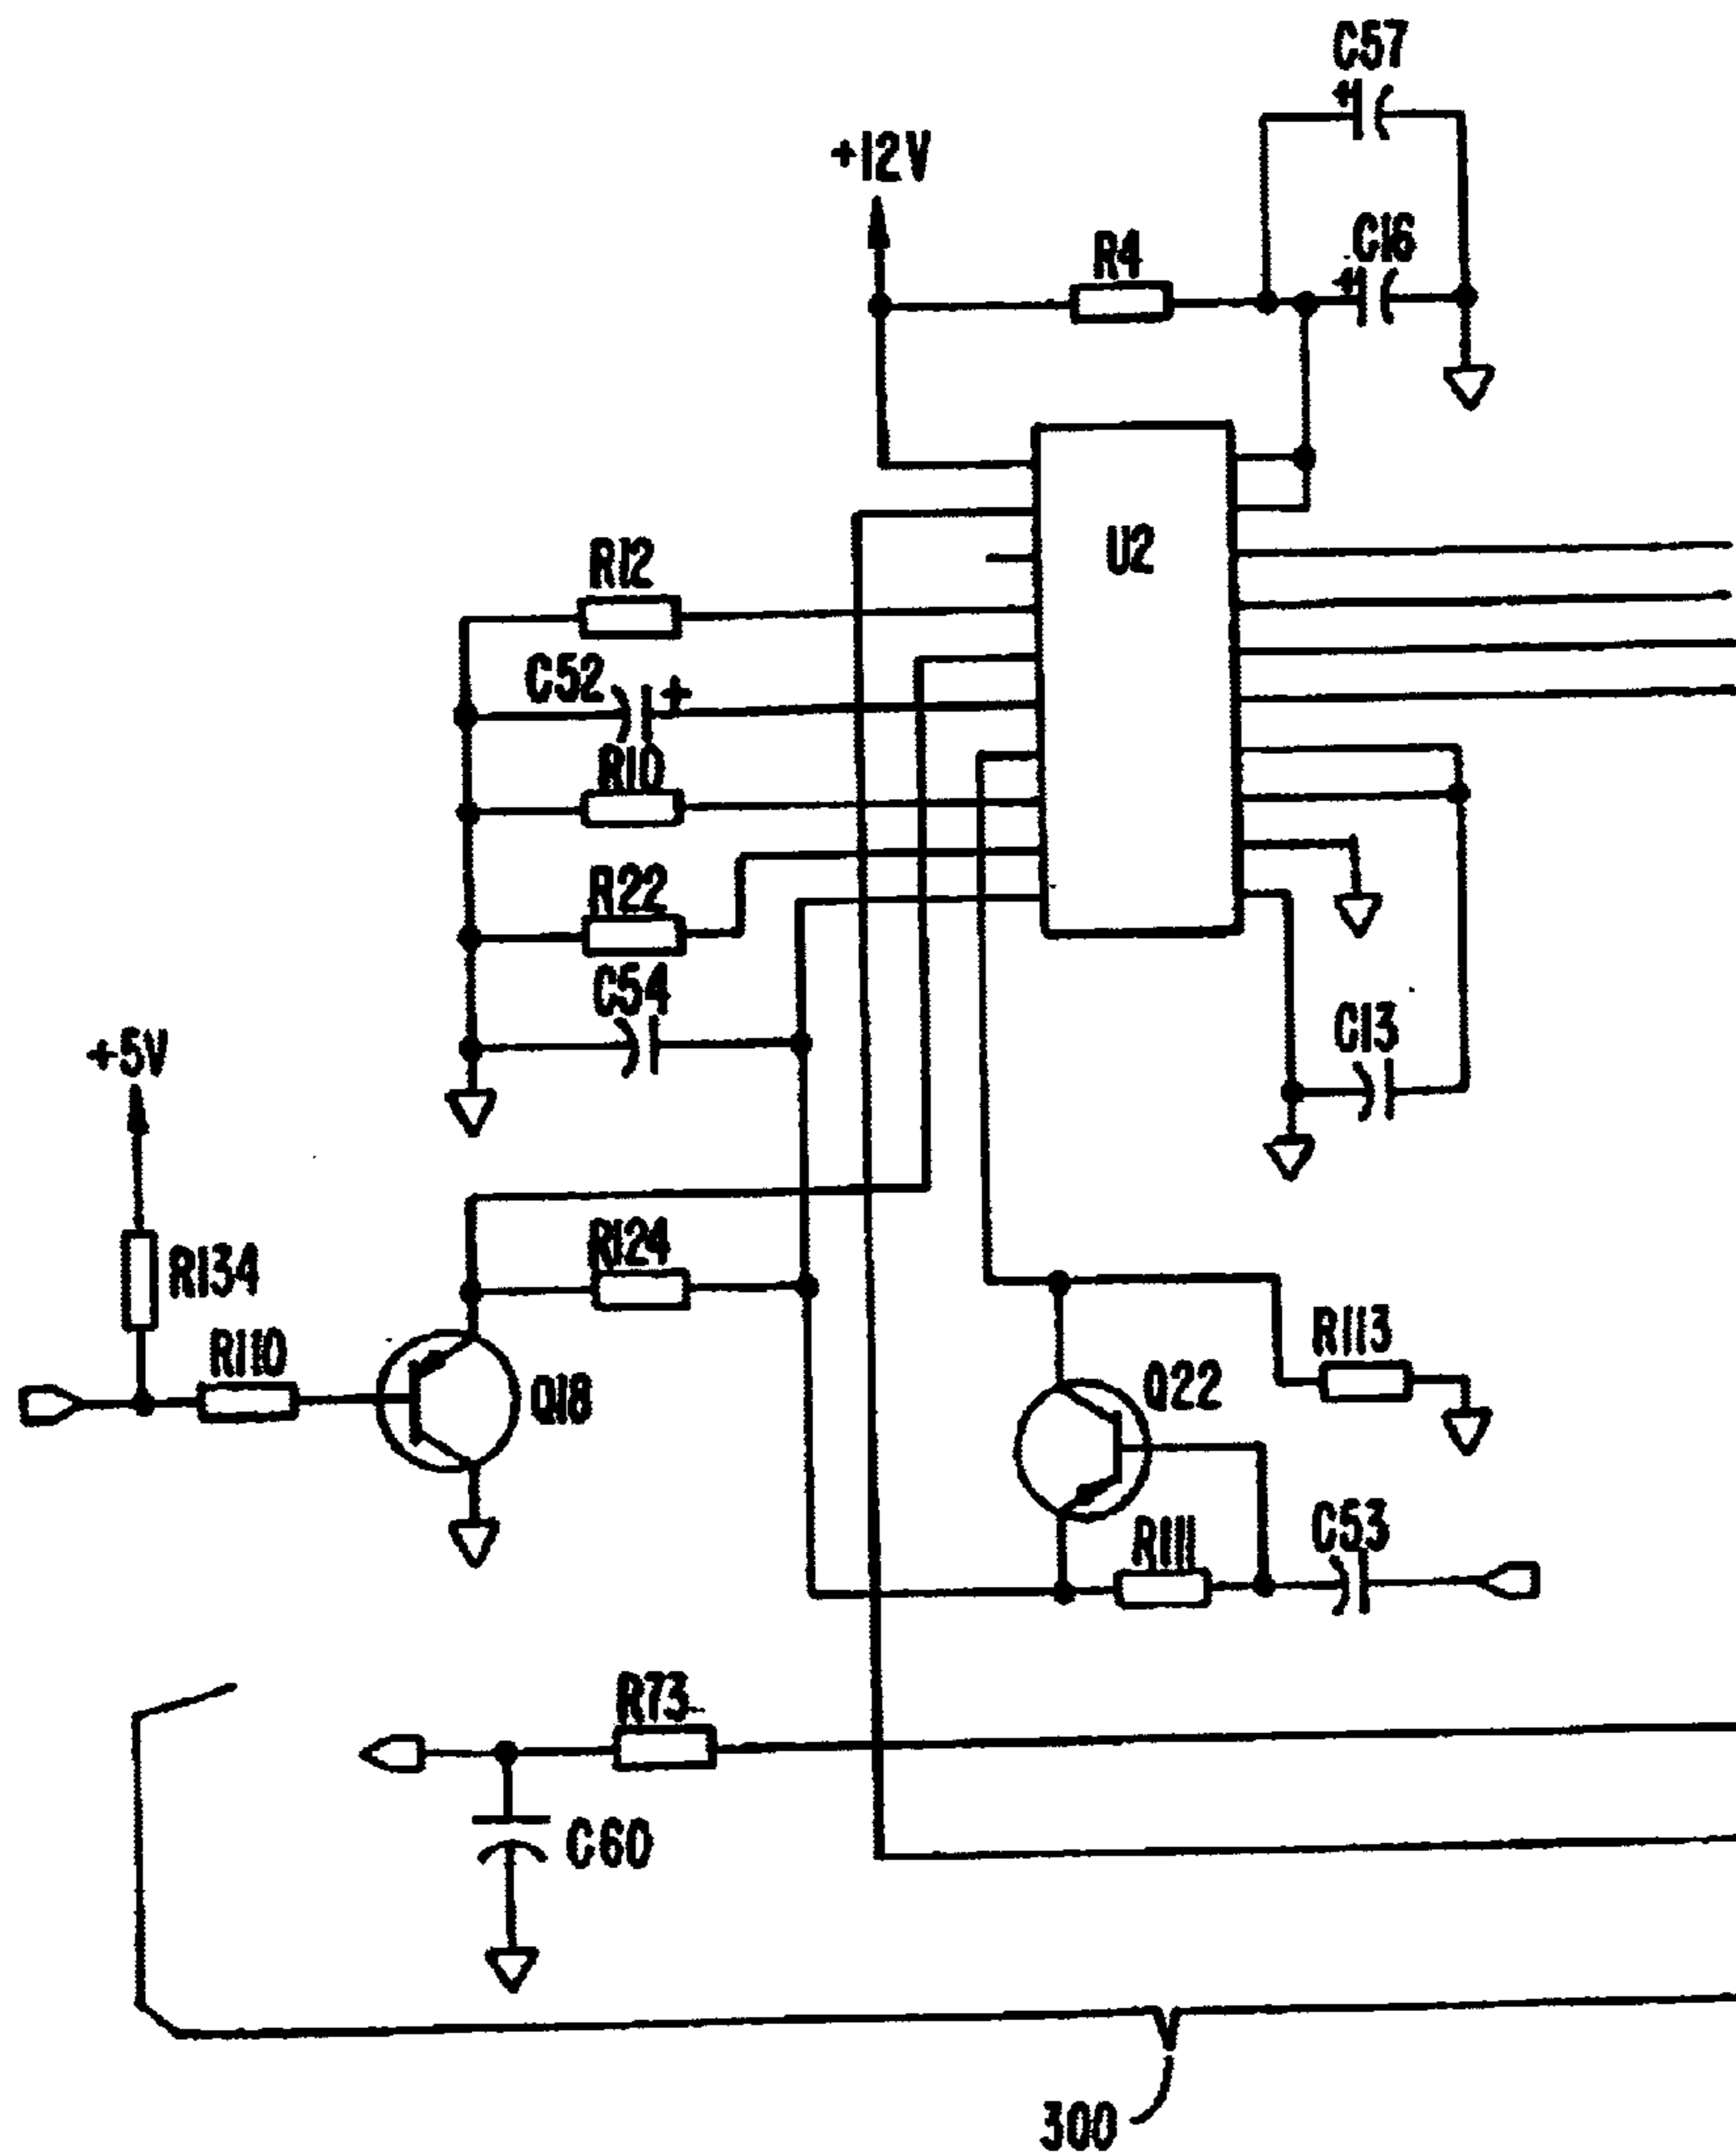 C57
+12V
C16
R4
U2
R12
C52
R10
R22
C54
+5V
C13
R124
R134
R113
R110
Q18
Q22
C53
R111
R73
C60
300